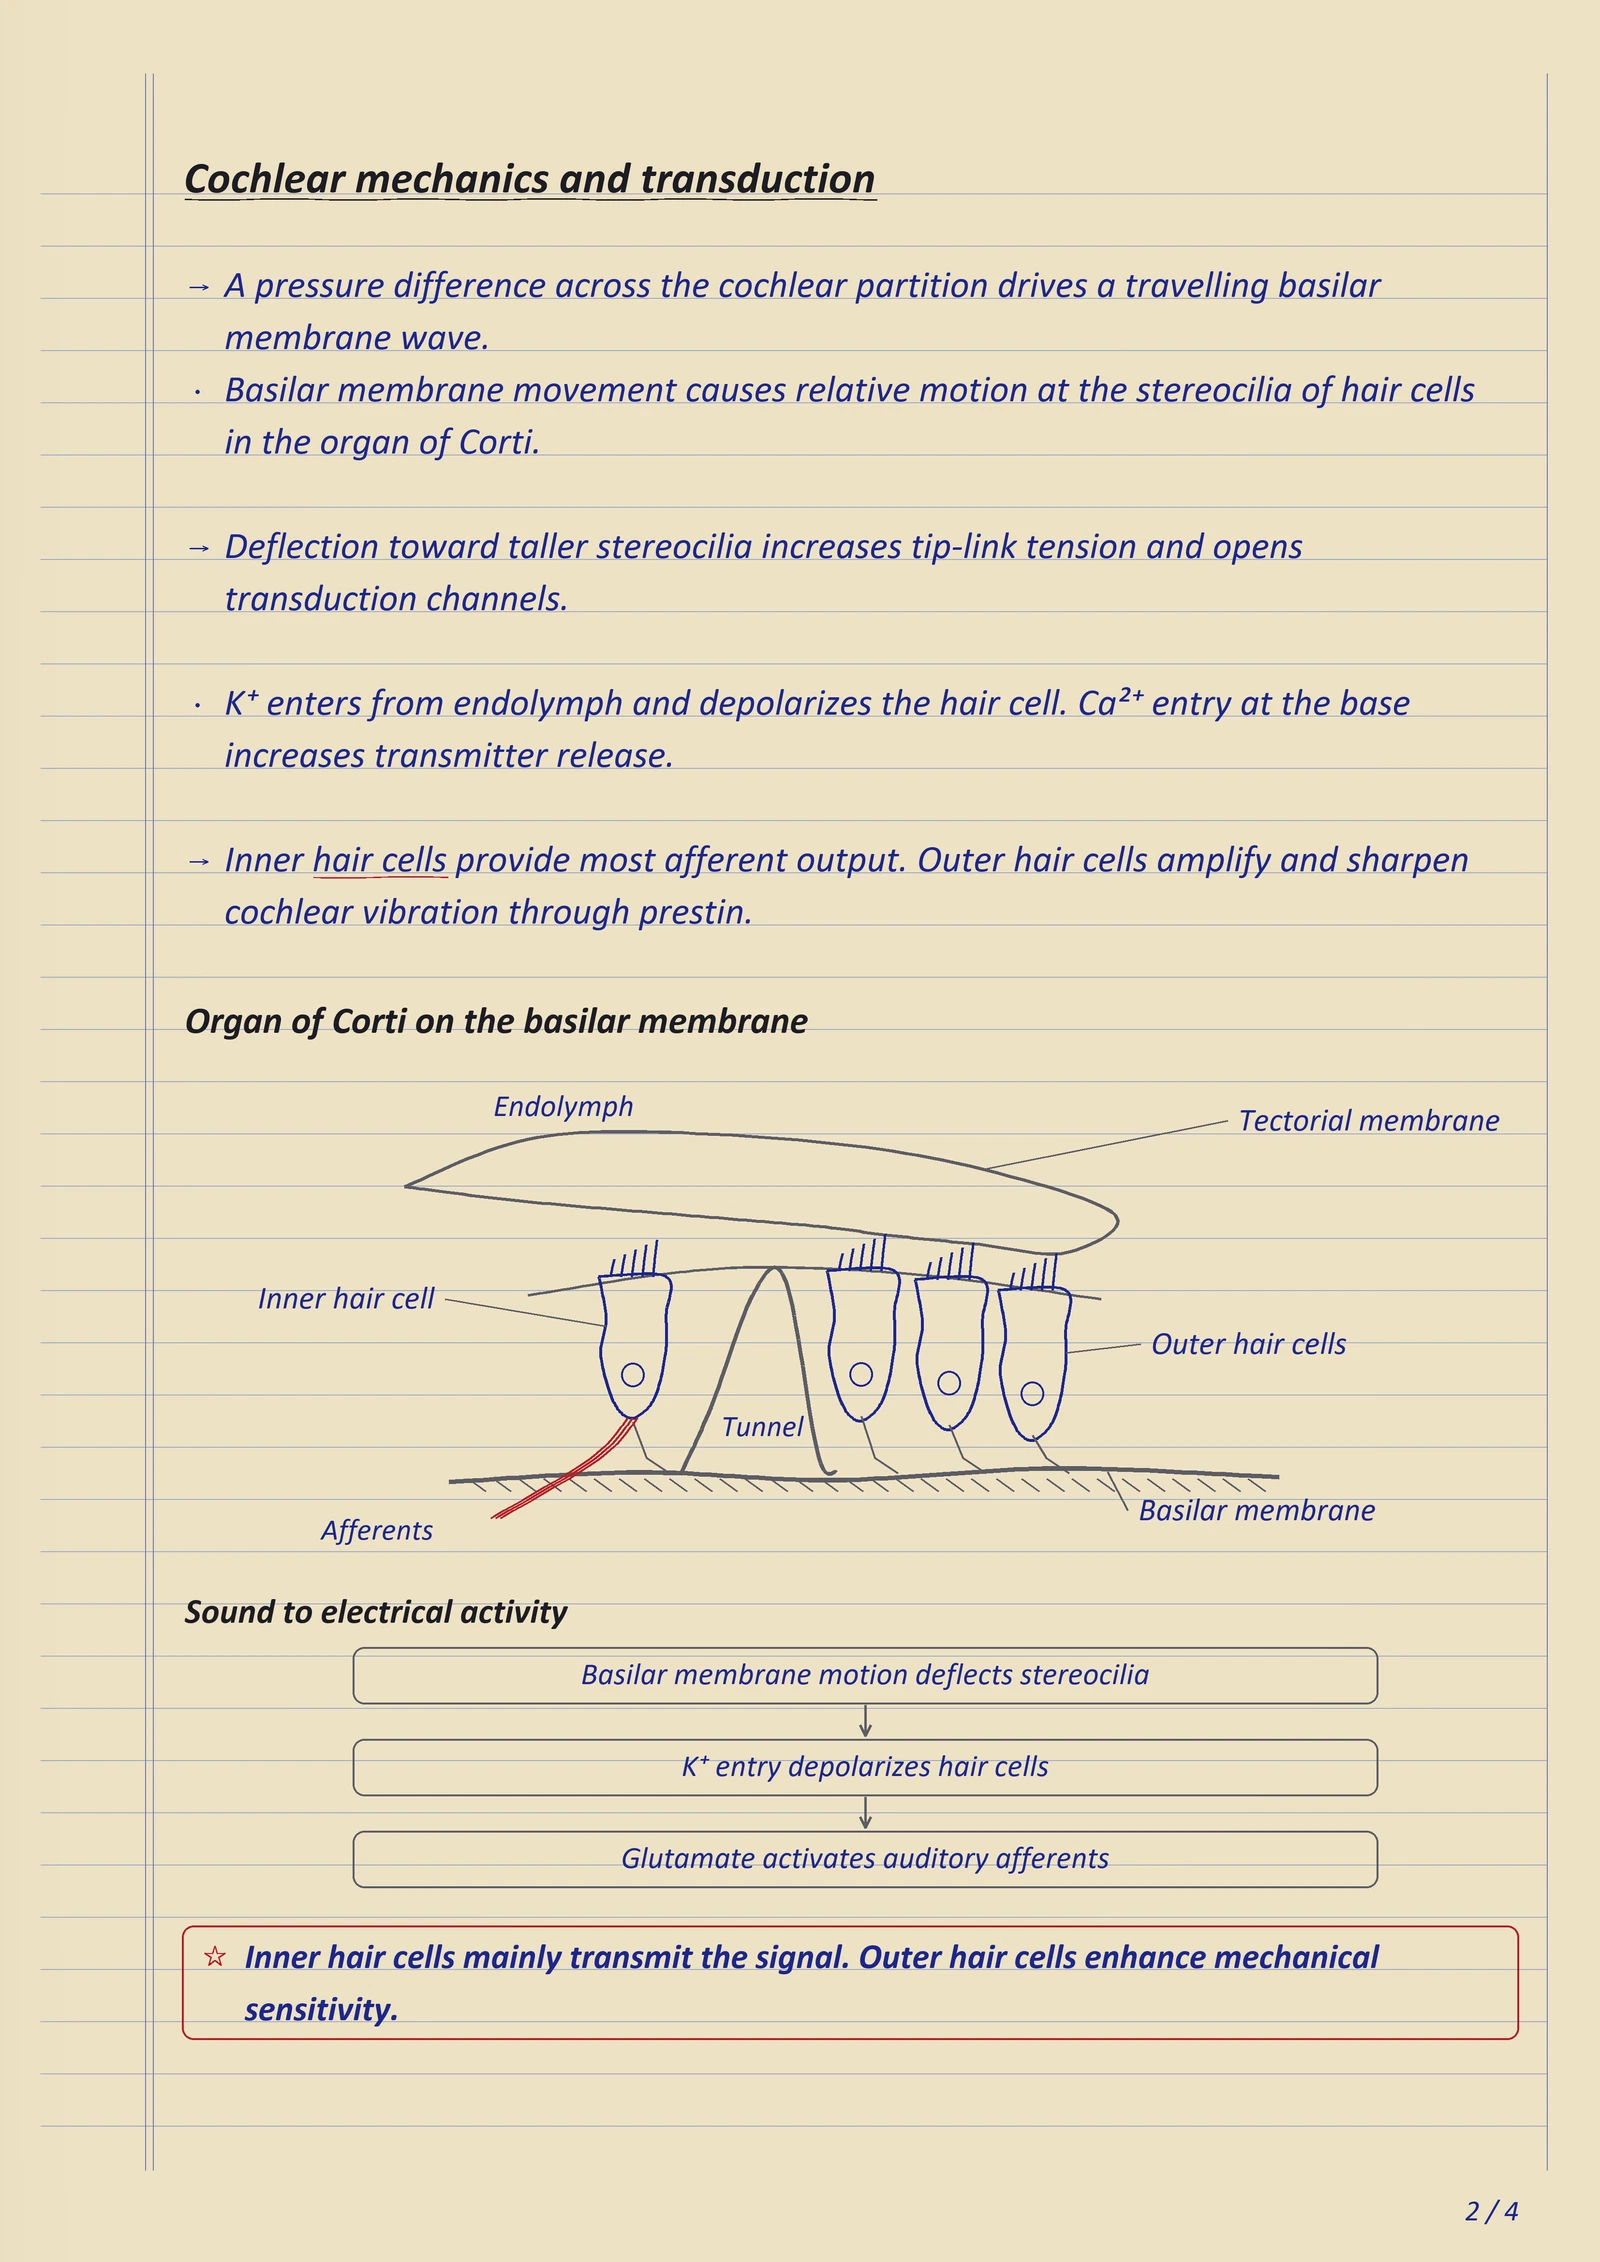 Cochlear mechanics and transduction
→ A pressure difference across the cochlear partition drives a travelling basilar
membrane wave.
· Basilar membrane movement causes relative motion at the stereocilia of hair cells
in the organ of Corti.
→ Deflection toward taller stereocilia increases tip-link tension and opens
transduction channels.
· K⁺ enters from endolymph and depolarizes the hair cell. Ca²⁺ entry at the base
increases transmitter release.
→ Inner hair cells provide most afferent output. Outer hair cells amplify and sharpen
cochlear vibration through prestin.
Organ of Corti on the basilar membrane
Endolymph
Tectorial membrane
Inner hair cell
Outer hair cells
Tunnel
Basilar membrane
Afferents
Sound to electrical activity
Basilar membrane motion deflects stereocilia
K⁺ entry depolarizes hair cells
Glutamate activates auditory afferents
☆ Inner hair cells mainly transmit the signal. Outer hair cells enhance mechanical
sensitivity.
2 / 4